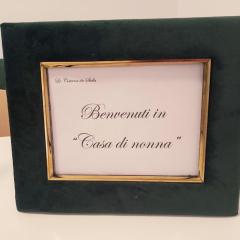 Benvenuti in
"Casa di nonna"